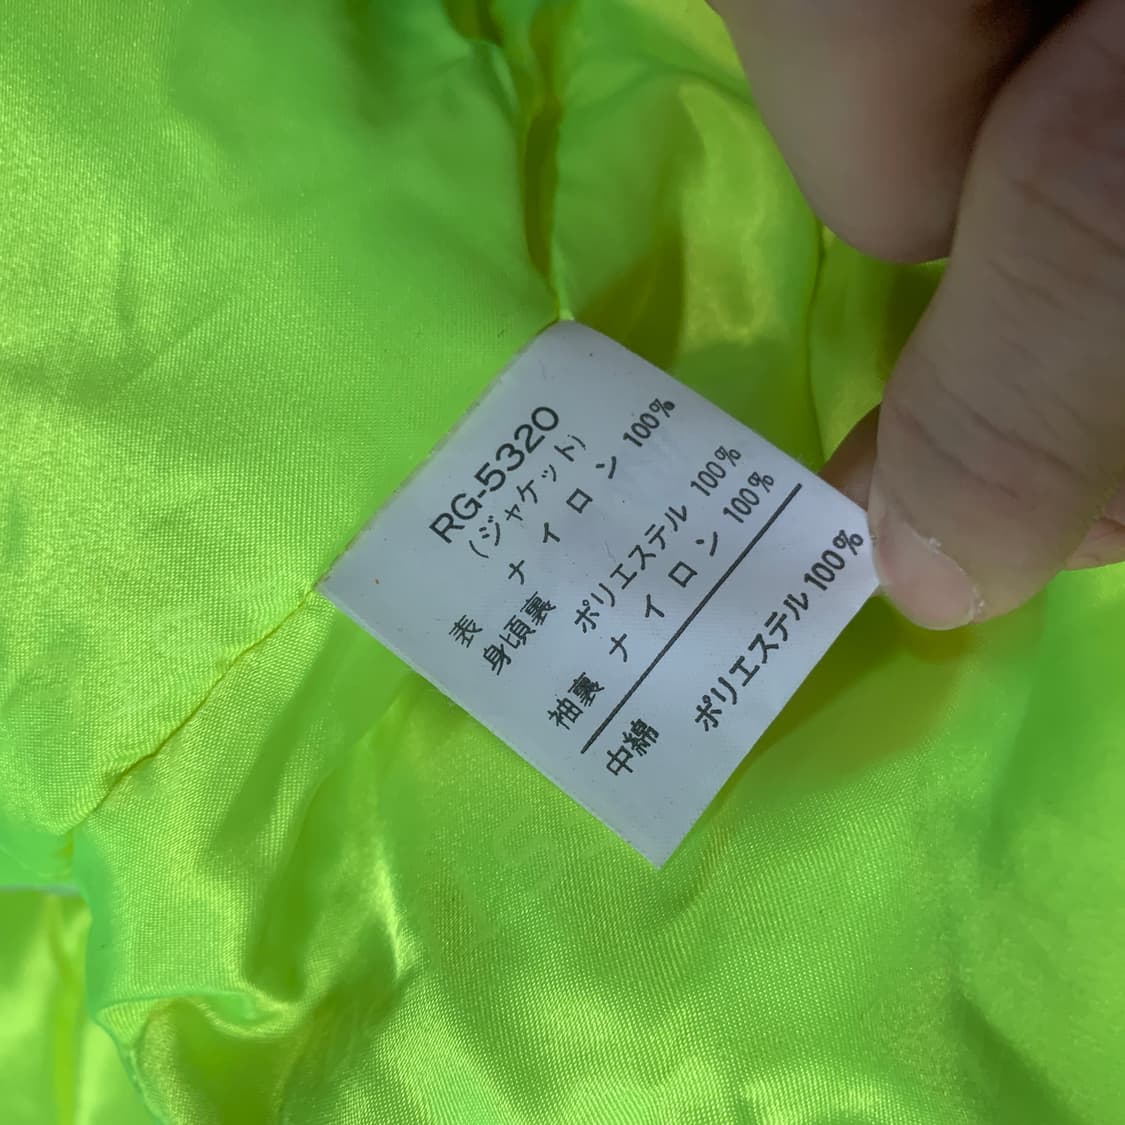 RG-5320
(ジャケット)
表 ナイロン 100%
身頃裏 ポリエステル 100%
袖裏 ナイロン 100%
中綿 ポリエステル 100%